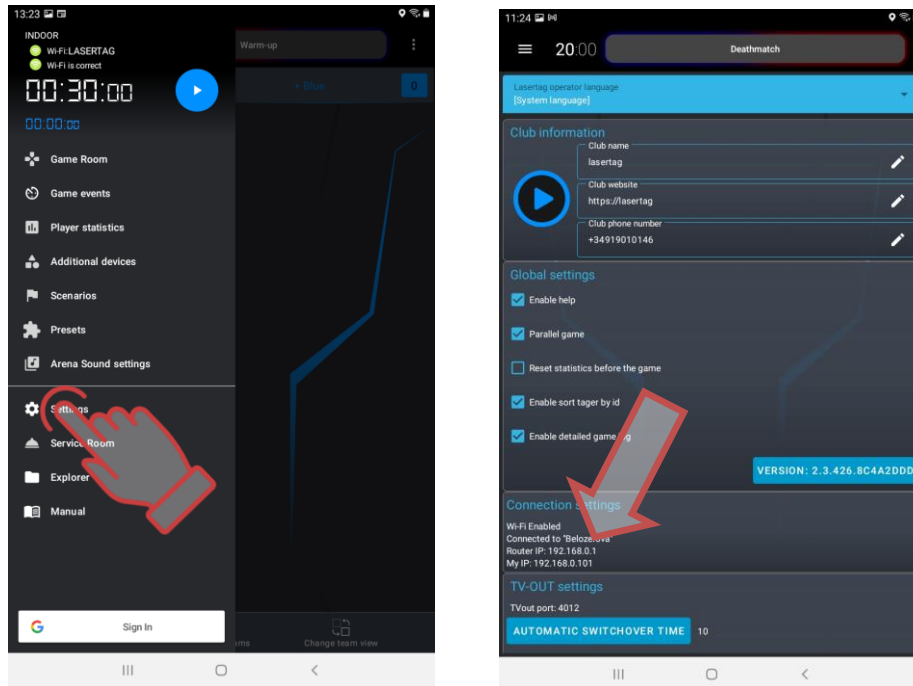 13:23
INDOOR
Wi-Fi:LASERTAG
Wi-Fi is correct
00:30:00
00:00:00
Warm-up
+ Blue
0
Game Room
Game events
Player statistics
Additional devices
Scenarios
Presets
Arena Sound settings
Settings
Service Room
Explorer
Manual
G
Sign In
Change team view
11:24
20:00
Deathmatch
Lasertag operator language
[System language]
Club information
Club name
lasertag
Club website
https://lasertag
Club phone number
+34919010146
Global settings
Enable help
Parallel game
Reset statistics before the game
Enable sort tager by id
Enable detailed game log
VERSION: 2.3.426.8C4A2DDD
Connection settings
Wi-Fi Enabled
Connected to "Belozerova"
Router IP: 192.168.0.1
My IP: 192.168.0.101
TV-OUT settings
TVout port: 4012
AUTOMATIC SWITCHOVER TIME
10